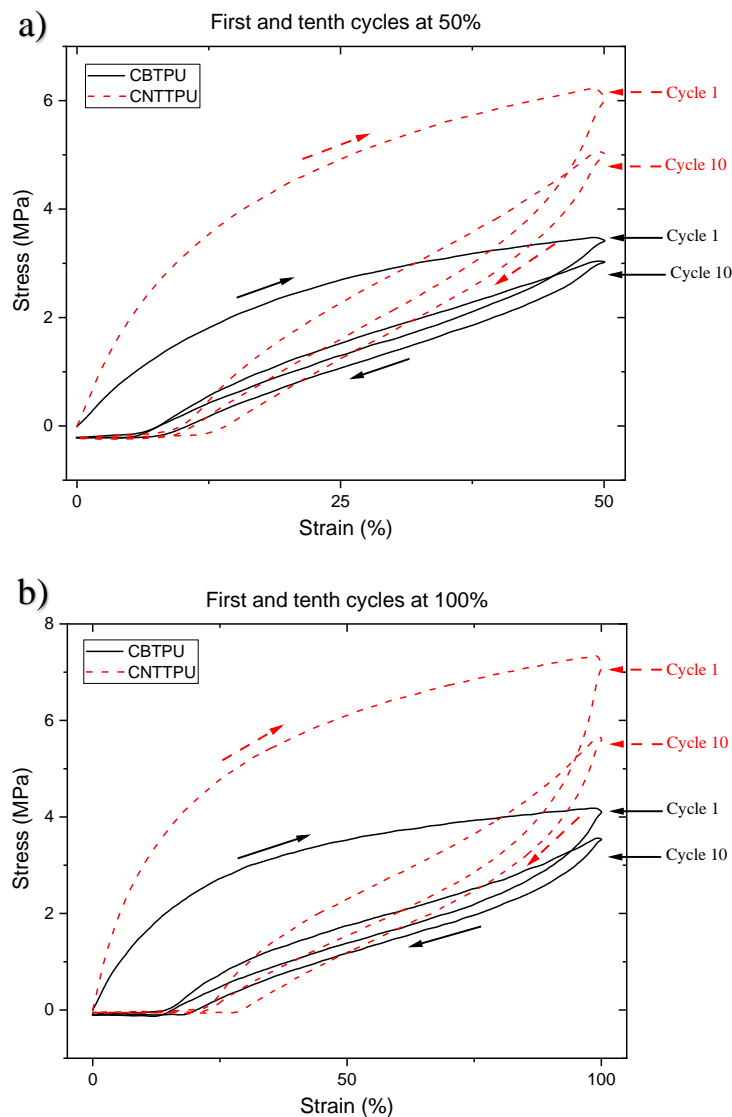 a)
First and tenth cycles at 50%
CBTPU
CNTTPU
6
4
2
0
Stress (MPa)
0
25
50
Strain (%)
Cycle 1
Cycle 10
Cycle 1
Cycle 10
b)
First and tenth cycles at 100%
CBTPU
CNTTPU
8
6
4
2
0
Stress (MPa)
0
50
100
Strain (%)
Cycle 1
Cycle 10
Cycle 1
Cycle 10